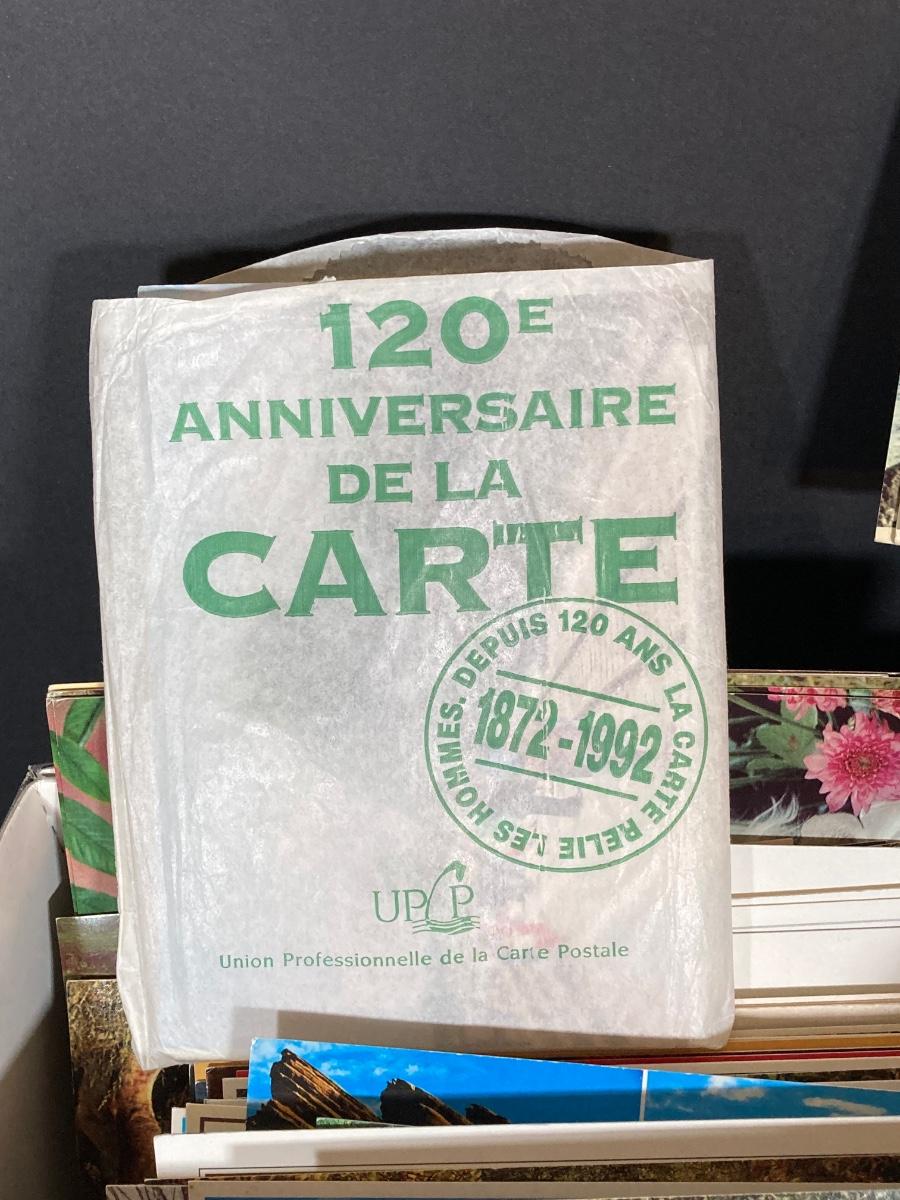 120E
ANNIVERSAIRE
DE LA
CARTE
DEPUIS 120 ANS LA CARTE RELIE LES HOMMES.
1872-1992
UPCP
Union Professionnelle de la Carte Postale